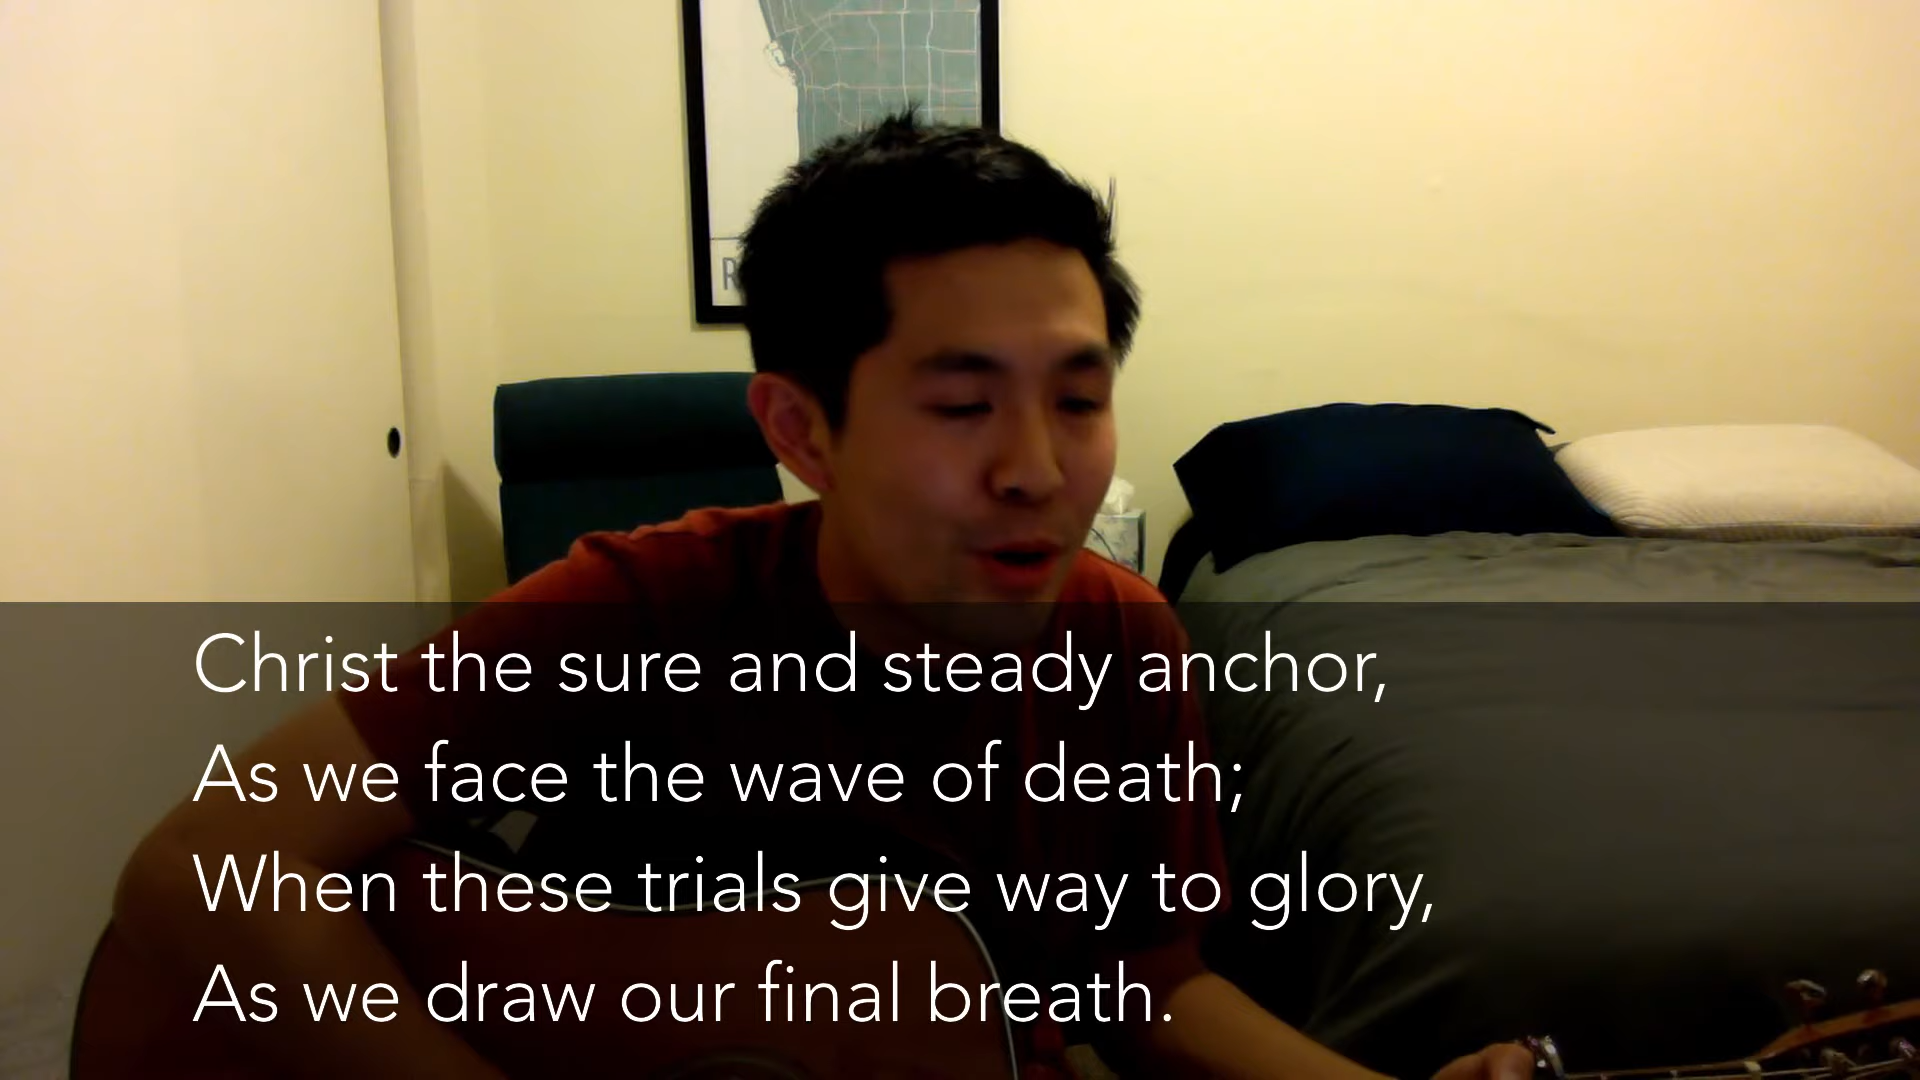 R
Christ the sure and steady anchor,
As we face the wave of death;
When these trials give way to glory,
As we draw our final breath.